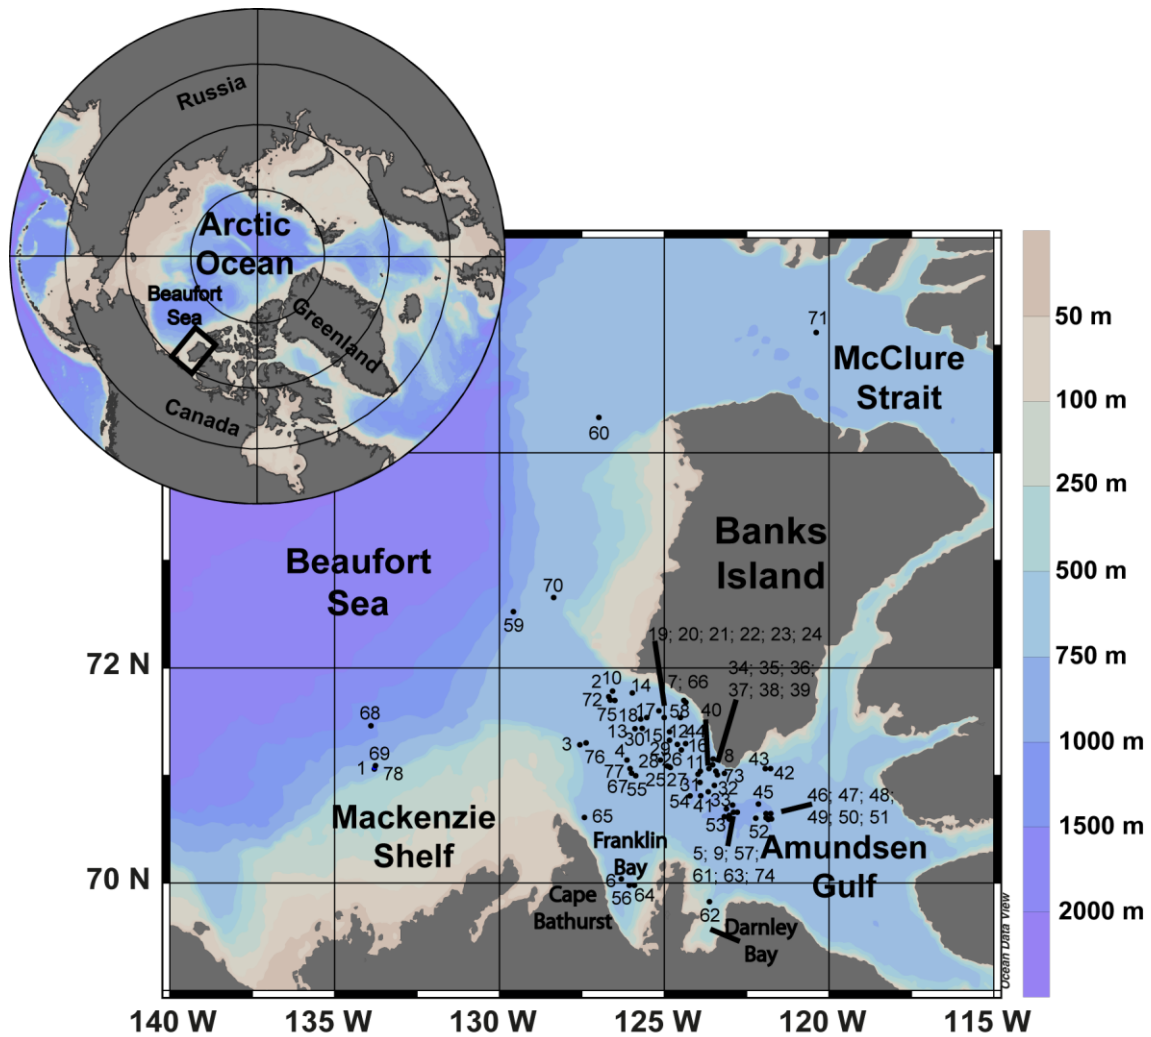 Russia
Arctic
Ocean
Beaufort
Sea
Greenland
Canada
71
McClure
Strait
60
Banks
Island
Beaufort
Sea
70
59
19; 20; 21; 22; 23; 24
34; 35; 36;
37; 38; 39
2 10 14 7; 66
72
75 18 17 58 40
68
13 30 15 12 44
3 76 4 29 16
69
1 78
77 28 26 11 8 43
67 55 25 27 31 73 42
54 41 33 32 45
46; 47; 48;
49; 50; 51
65 53 52
Mackenzie
Shelf
Franklin
Bay
5; 9; 57;
61; 63; 74
Amundsen
Gulf
6
56 64
Cape
Bathurst
62
Darnley
Bay
72 N
70 N
140 W 135 W 130 W 125 W 120 W 115 W
50 m
100 m
250 m
500 m
750 m
1000 m
1500 m
2000 m
Ocean Data View